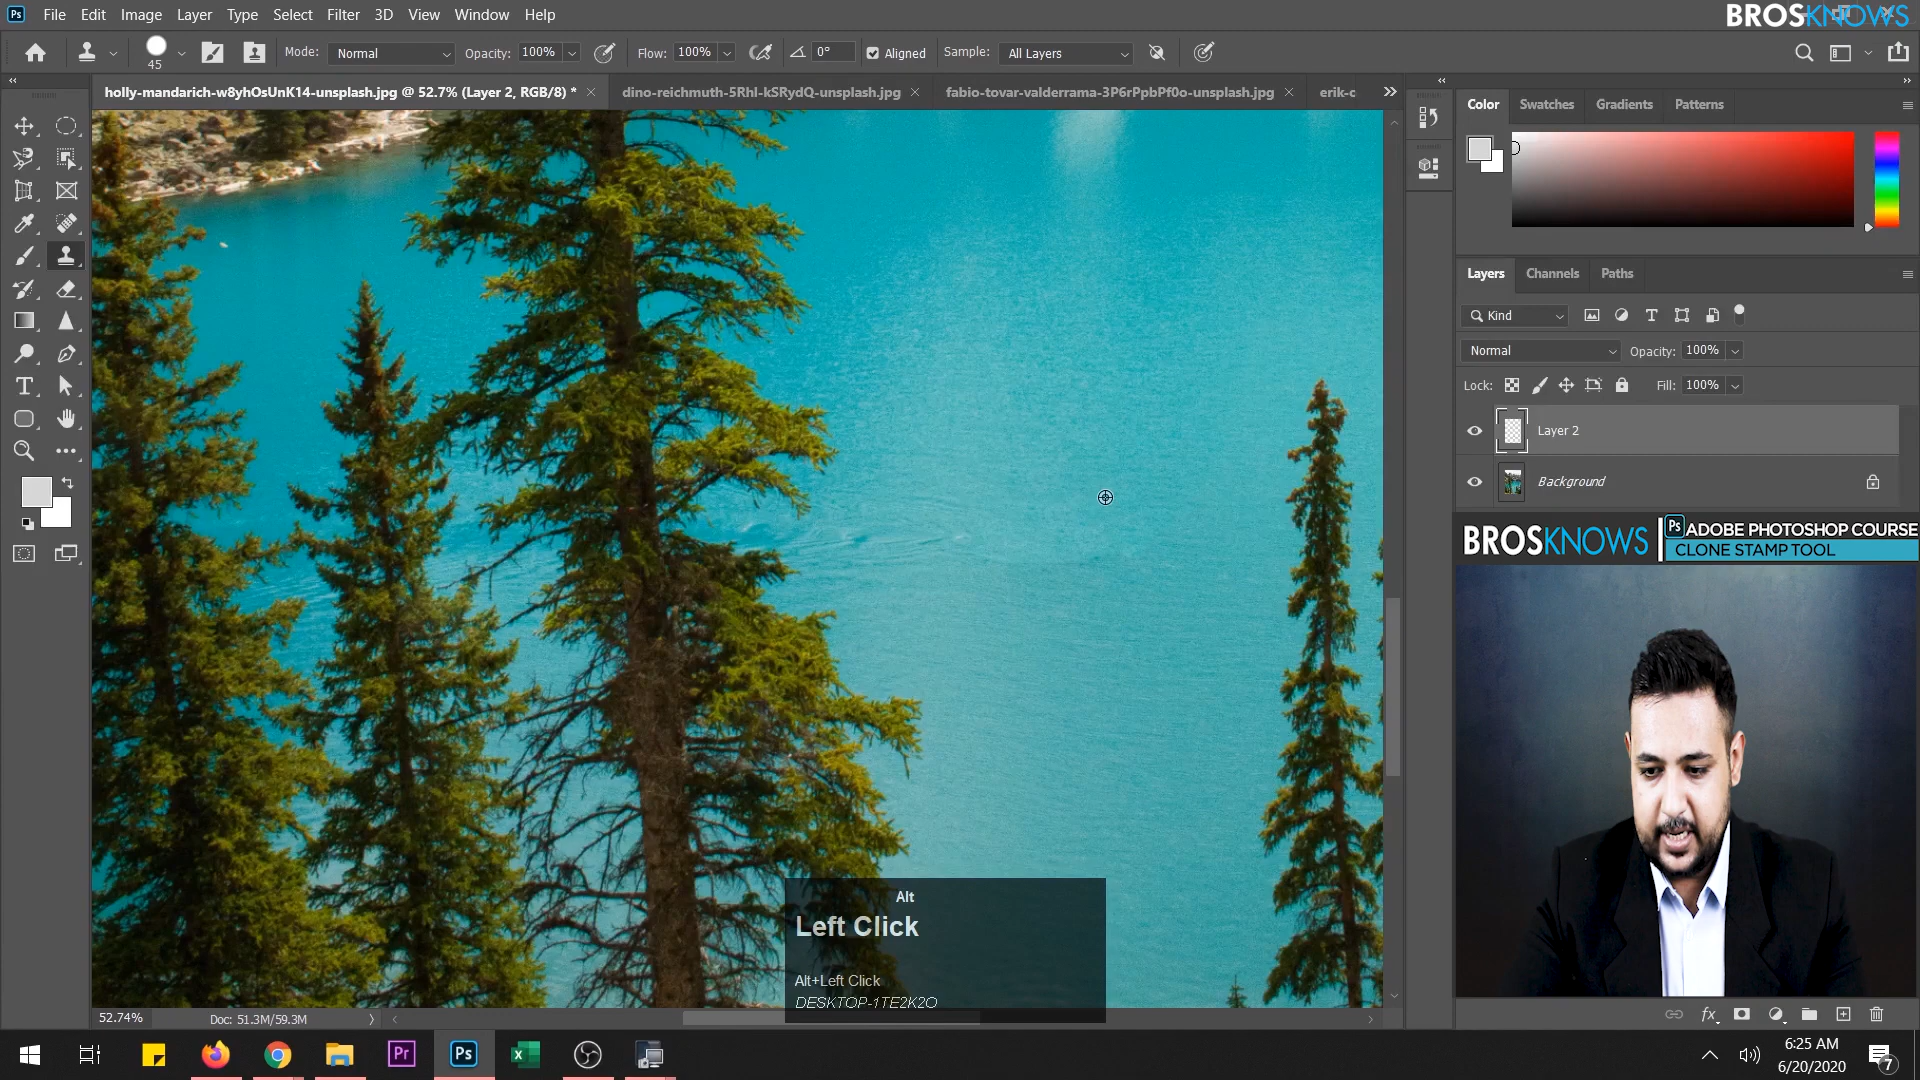 File Edit Image Layer Type Select Filter 3D View Window Help
BROSKNOWS
45 Mode: Normal Opacity: 100% Flow: 100% 0° Aligned Sample: All Layers
holly-mandarich-w8yhOsUnK14-unsplash.jpg @ 52.7% (Layer 2, RGB/8) * dino-reichmuth-5Rhl-kSRydQ-unsplash.jpg fabio-tovar-valderrama-3P6rPpbPf0o-unsplash.jpg erik-c
Color Swatches Gradients Patterns
Layers Channels Paths
Kind
Normal Opacity: 100%
Lock: Fill: 100%
Layer 2
Background
BROSKNOWS Ps ADOBE PHOTOSHOP COURSE
CLONE STAMP TOOL
Alt
Left Click
Alt+Left Click
DESKTOP-1TE2K2O
52.74% Doc: 51.3M/59.3M
6:25 AM
6/20/2020
7